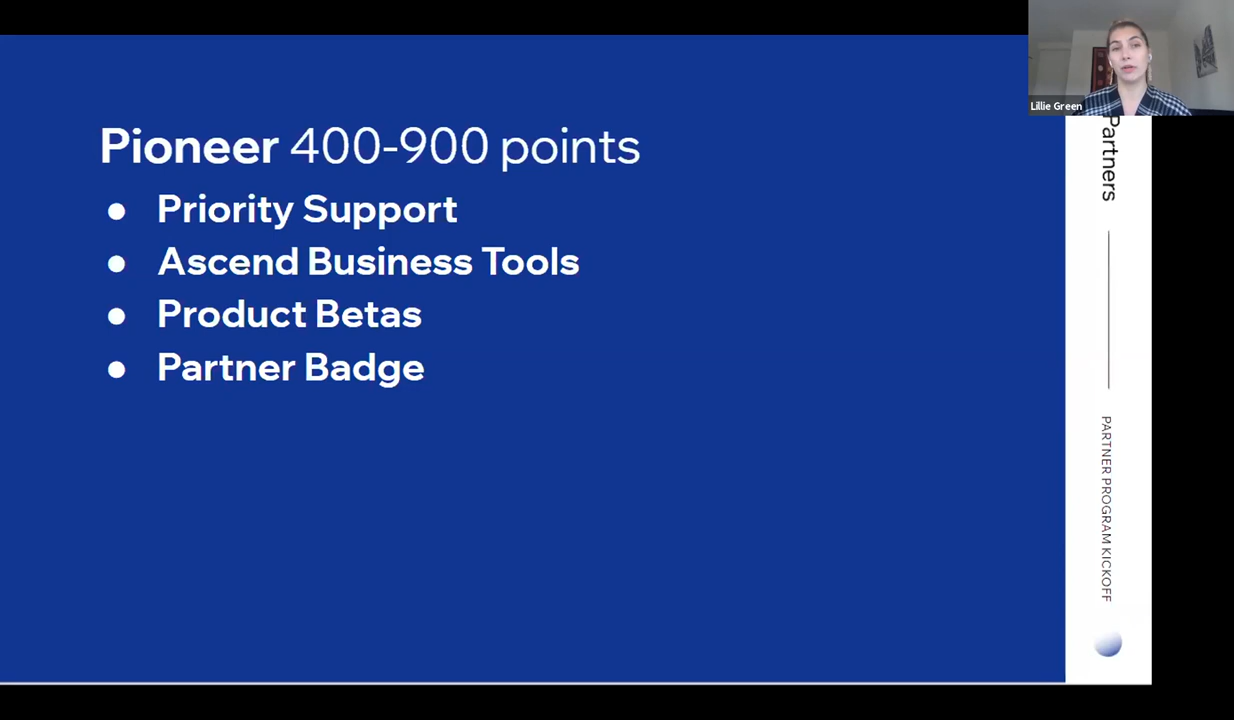 Pioneer 400-900 points
● Priority Support
● Ascend Business Tools
● Product Betas
● Partner Badge
Lillie Green
Partners
PARTNER PROGRAM KICKOFF